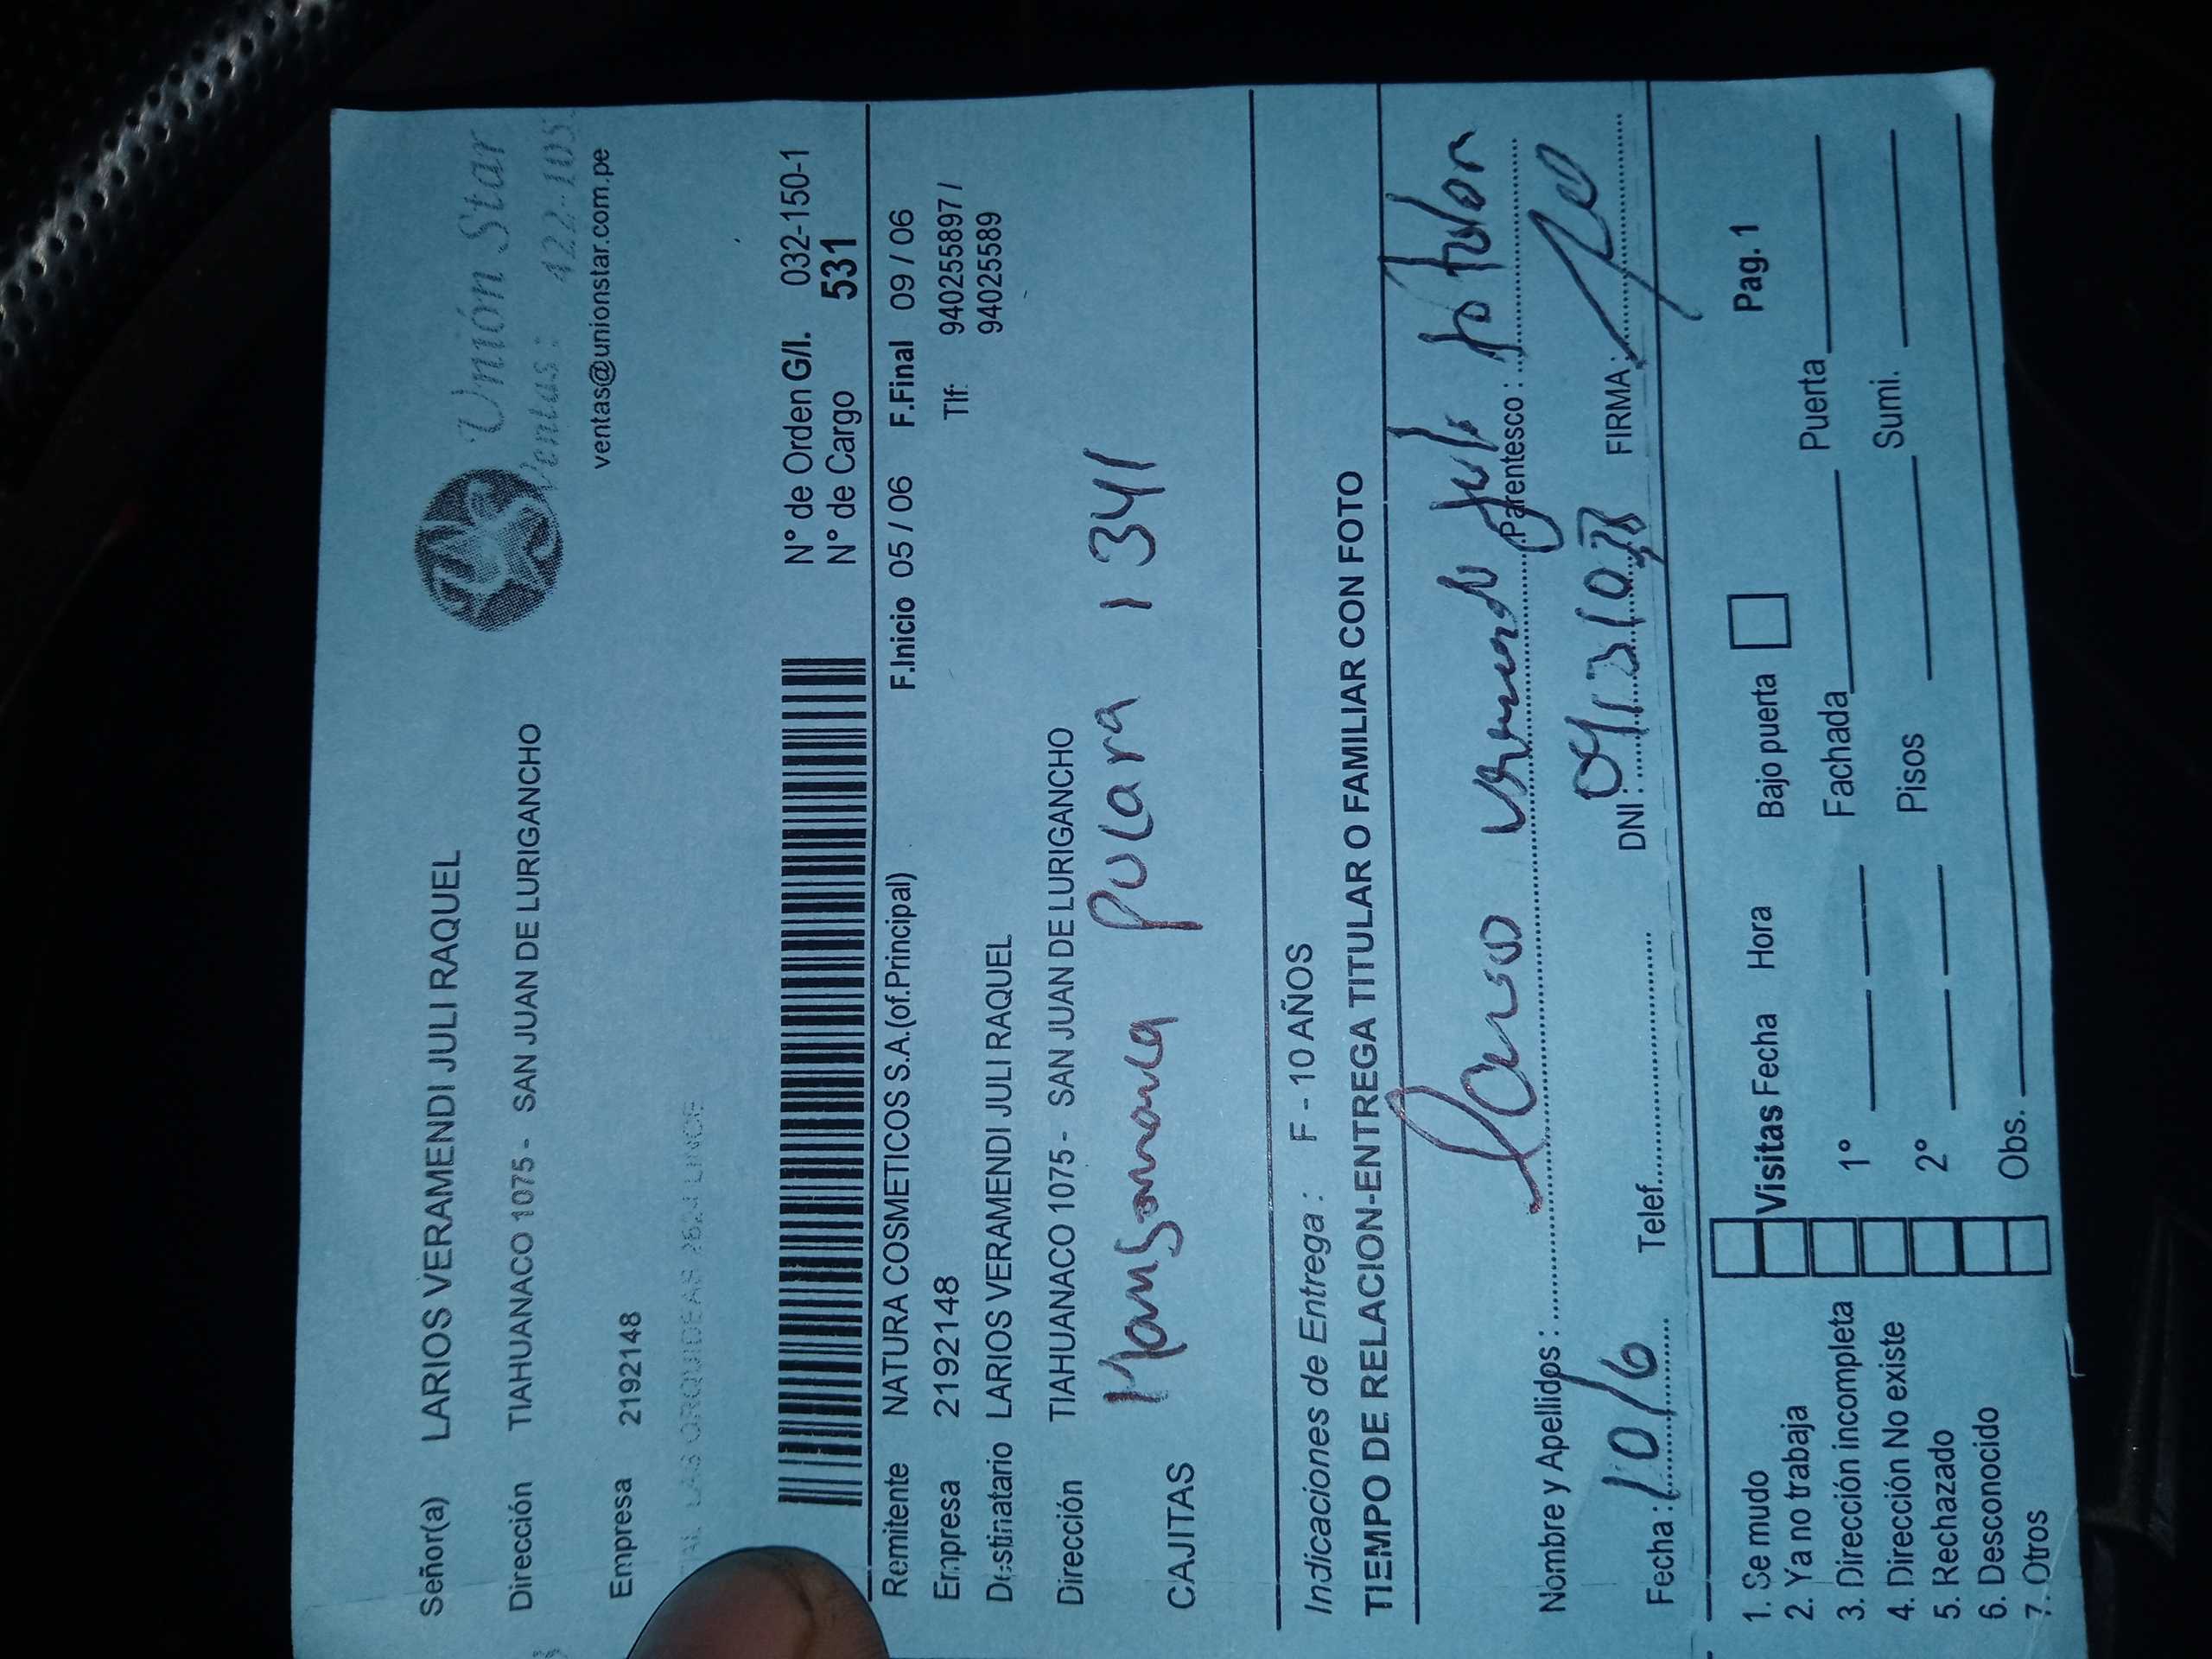 Unión Star
Ventas: 422-105
ventas@unionstar.com.pe
Señor(a) LARIOS VERAMENDI JULI RAQUEL
Dirección TIAHUANACO 1075 - SAN JUAN DE LURIGANCHO
Empresa 2192148
LAS ORQUIDEAS 2624 LINCE
N° de Orden G/I. 032-150-1
N° de Cargo 531
Remitente NATURA COSMETICOS S.A.(of.Principal) F.Inicio 05 / 06 F.Final 09 / 06
Empresa 2192148 Tlf: 940255897 /
Destinatario LARIOS VERAMENDI JULI RAQUEL 94025589
Dirección TIAHUANACO 1075 - SAN JUAN DE LURIGANCHO
Pucara 1341
CAJITAS
Indicaciones de Entrega : F - 10 AÑOS
TIEMPO DE RELACION-ENTREGA TITULAR O FAMILIAR CON FOTO
Nombre y Apellidos : Parentesco :
Fecha : 10/6 Telef. DNI : FIRMA :
1. Se mudo Visitas Fecha Hora Bajo puerta Pag. 1
2. Ya no trabaja
3. Dirección incompleta 1° Fachada Puerta
4. Dirección No existe
5. Rechazado 2° Pisos Sumi.
6. Desconocido
7. Otros Obs.